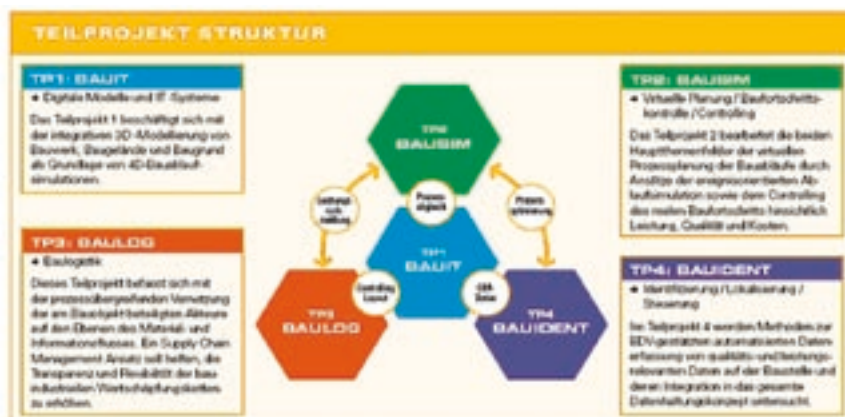 TEILPROJEKT STRUKTUR
TP1: BAUIT
Digitale Modelle und IT-Systeme
Das Teilprojekt 1 beschäftigt sich mit
der integrativen 3D-Modellierung von
Bauwerk, Baugelände und Baugrund
als Grundlage von 4D-Bauablauf-
simulationen.
TP3: BAULOG
Baulogistik
Dieses Teilprojekt befasst sich mit
der prozessübergreifenden Vernetzung
der am Bauobjekt beteiligten Akteure
auf den Ebenen des Material- und
Informationsflusses. Ein Supply Chain
Management Ansatz soll helfen, die
Transparenz und Flexibilität der bau-
industriellen Wertschöpfungsketten
zu erhöhen.
TP2
BAUSIM
TP1
BAUIT
TP3
BAULOG
TP4
BAUIDENT
Controlling
TP2: BAUSIM
Virtuelle Planung / Baufortschritts-
kontrolle / Controlling
Das Teilprojekt 2 bearbeitet die beiden
Hauptthemenfelder der virtuellen
Prozessplanung der Bauabläufe durch
Ansätze der ereignisorientierten Ab-
laufsimulation sowie dem Controlling
des realen Baufortschritts hinsichtlich
Leistung, Qualität und Kosten.
TP4: BAUIDENT
Identifizierung / Lokalisierung /
Steuerung
Im Teilprojekt 4 werden Methoden zur
EDV-gestützten automatisierten Daten-
erfassung von qualitäts- und leistungs-
relevanten Daten auf der Baustelle und
deren Integration in das gesamte
Datenhaltungskonzept untersucht.